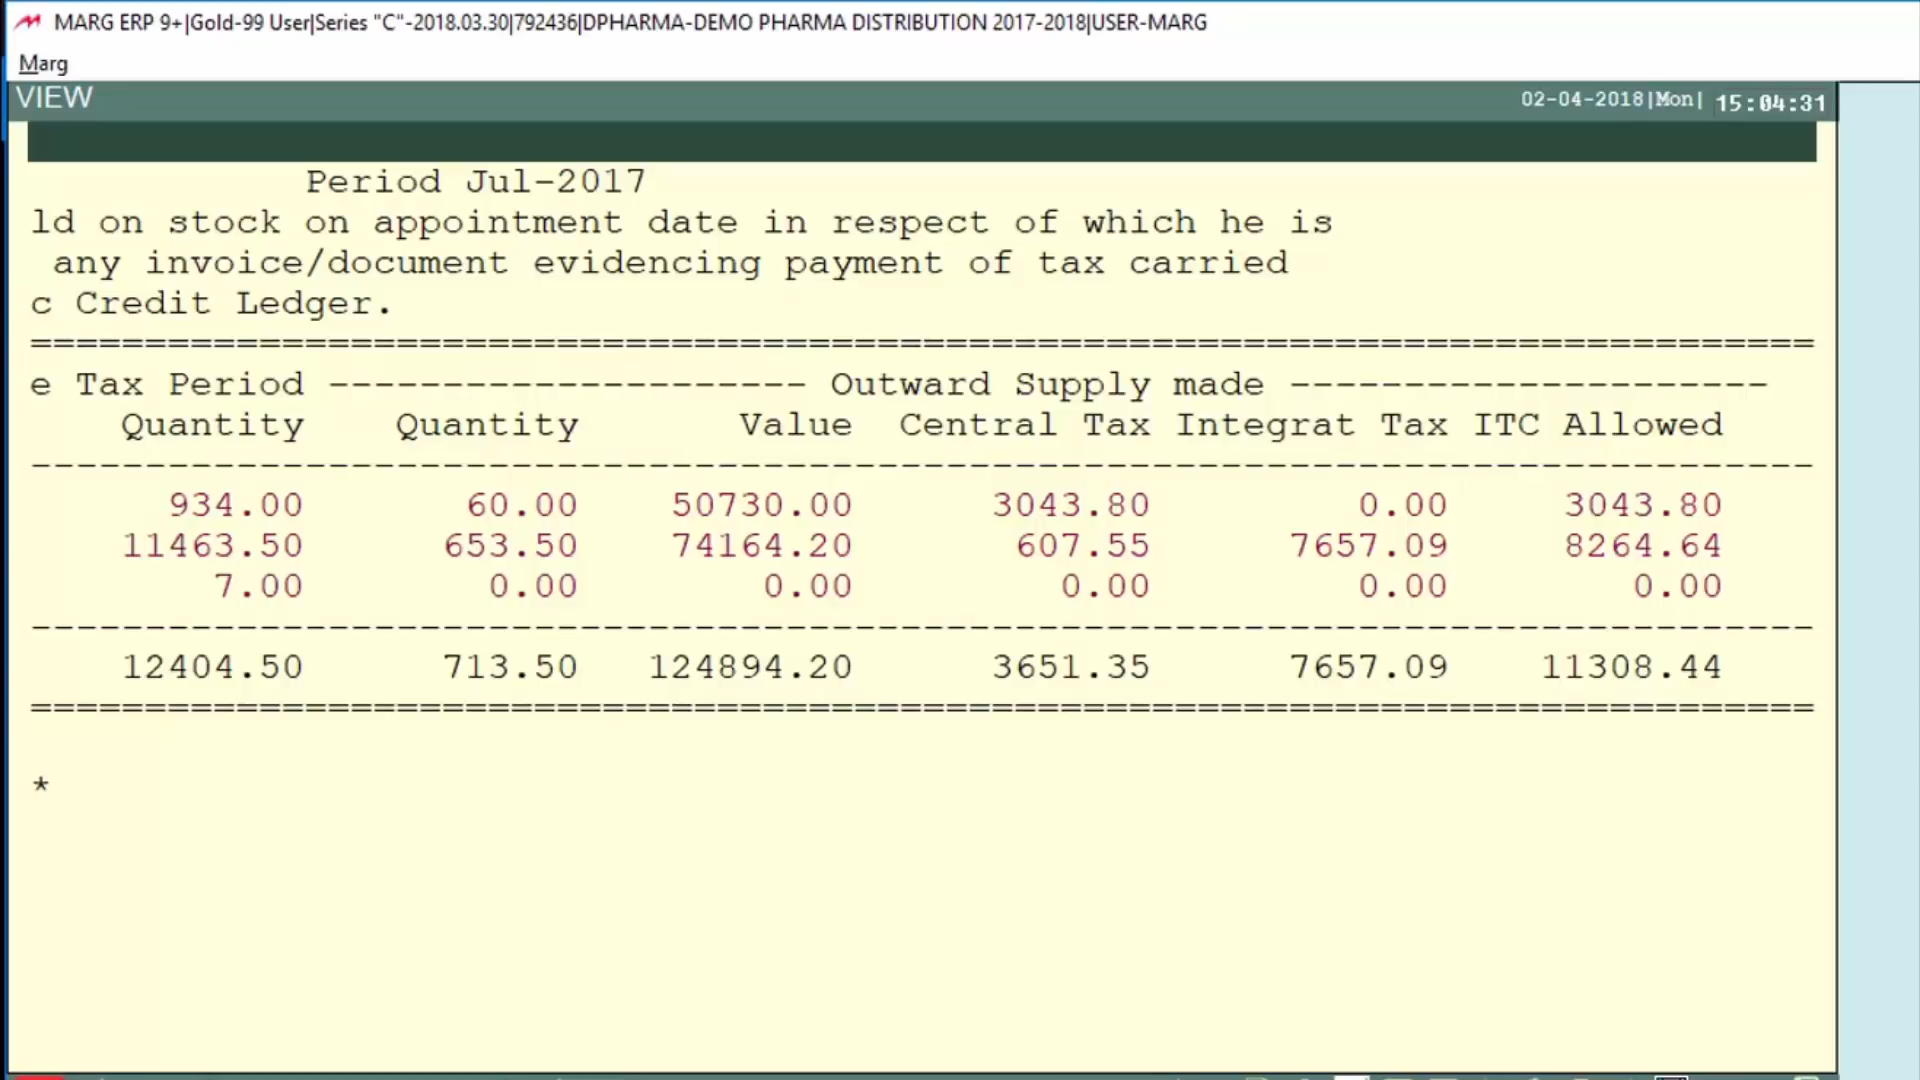 MARG ERP 9+|Gold-99 User|Series "C"-2018.03.30|792436|DPHARMA-DEMO PHARMA DISTRIBUTION 2017-2018|USER-MARG
Marg
VIEW 02-04-2018|Mon| 15:04:31
Period Jul-2017
ld on stock on appointment date in respect of which he is
any invoice/document evidencing payment of tax carried
c Credit Ledger.
==============================================================================
e Tax Period --------------------- Outward Supply made ---------------------
Quantity Quantity Value Central Tax Integrat Tax ITC Allowed
------------------------------------------------------------------------------
934.00 60.00 50730.00 3043.80 0.00 3043.80
11463.50 653.50 74164.20 607.55 7657.09 8264.64
7.00 0.00 0.00 0.00 0.00 0.00
------------------------------------------------------------------------------
12404.50 713.50 124894.20 3651.35 7657.09 11308.44
==============================================================================
*